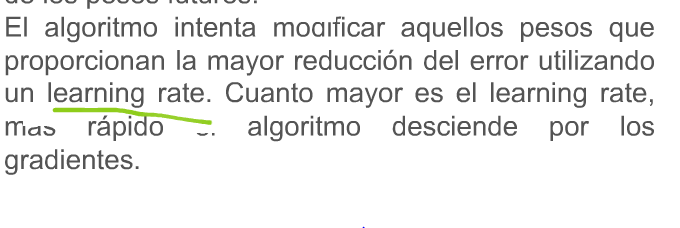 de los pesos futuros.
El algoritmo intenta modificar aquellos pesos que
proporcionan la mayor reducción del error utilizando
un learning rate. Cuanto mayor es el learning rate,
más rápido el algoritmo desciende por los
gradientes.